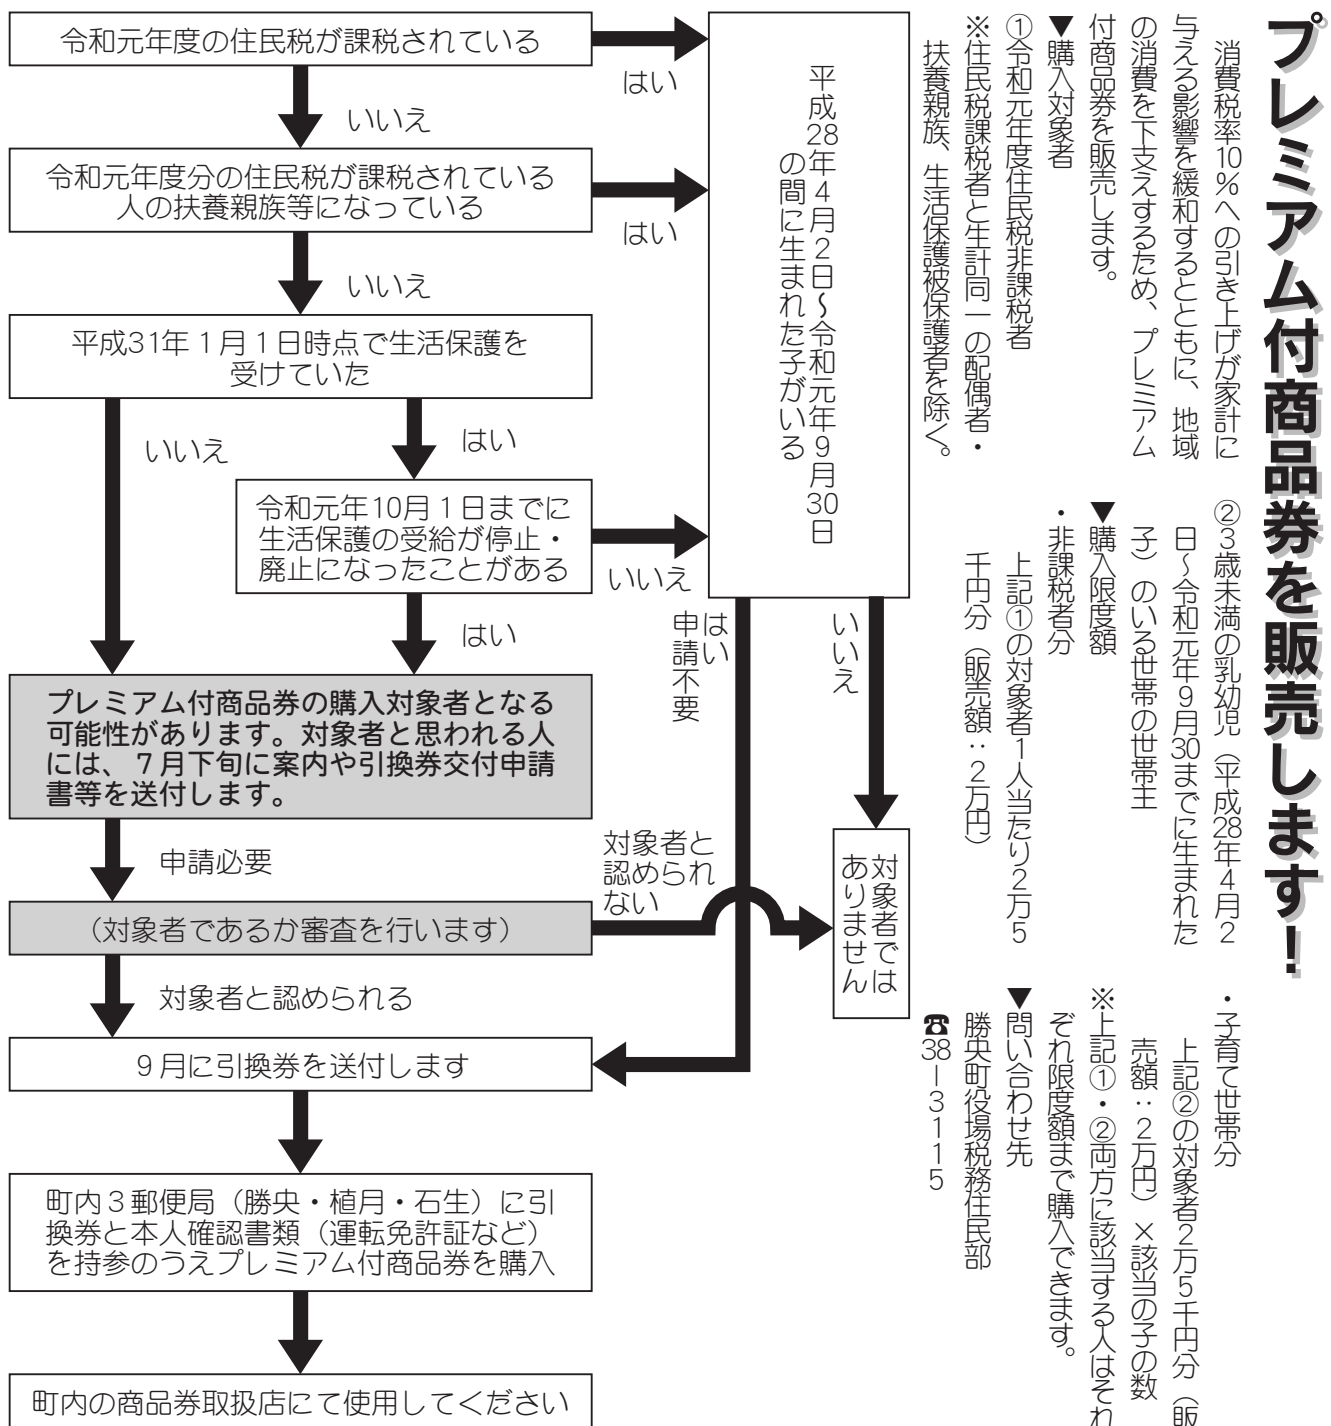 プレミアム付商品券を販売します!
消費税率10%への引き上げが家計に
与える影響を緩和するとともに、地域
の消費を下支えするため、プレミアム
付商品券を販売します。
▼購入対象者
①令和元年度住民税非課税者
※住民税課税者と生計同一の配偶者・
扶養親族、生活保護被保護者を除く。
②3歳未満の乳幼児(平成28年4月2
日〜令和元年9月30までに生まれた
子)のいる世帯の世帯主
▼購入限度額
・非課税者分
上記①の対象者1人当たり2万5
千円分(販売額:2万円)
・子育て世帯分
上記②の対象者2万5千円分(販
売額:2万円)×該当の子の数
※上記①・②両方に該当する人はそれ
ぞれ限度額まで購入できます。
▼問い合わせ先
勝央町役場税務住民部
☎38-3115
令和元年度の住民税が課税されている
はい
いいえ
令和元年度分の住民税が課税されている
人の扶養親族等になっている
はい
いいえ
平成31年1月1日時点で生活保護を
受けていた
いいえ
はい
令和元年10月1日までに
生活保護の受給が停止・
廃止になったことがある
いいえ
はい
平成28年4月2日〜令和元年9月30日
の間に生まれた子がいる
はい
申請不要
いいえ
プレミアム付商品券の購入対象者となる
可能性があります。対象者と思われる人
には、7月下旬に案内や引換券交付申請
書等を送付します。
申請必要
対象者と
認められ
ない
(対象者であるか審査を行います)
対象者では
ありません
対象者と認められる
9月に引換券を送付します
町内3郵便局(勝央・植月・石生)に引
換券と本人確認書類(運転免許証など)
を持参のうえプレミアム付商品券を購入
町内の商品券取扱店にて使用してください